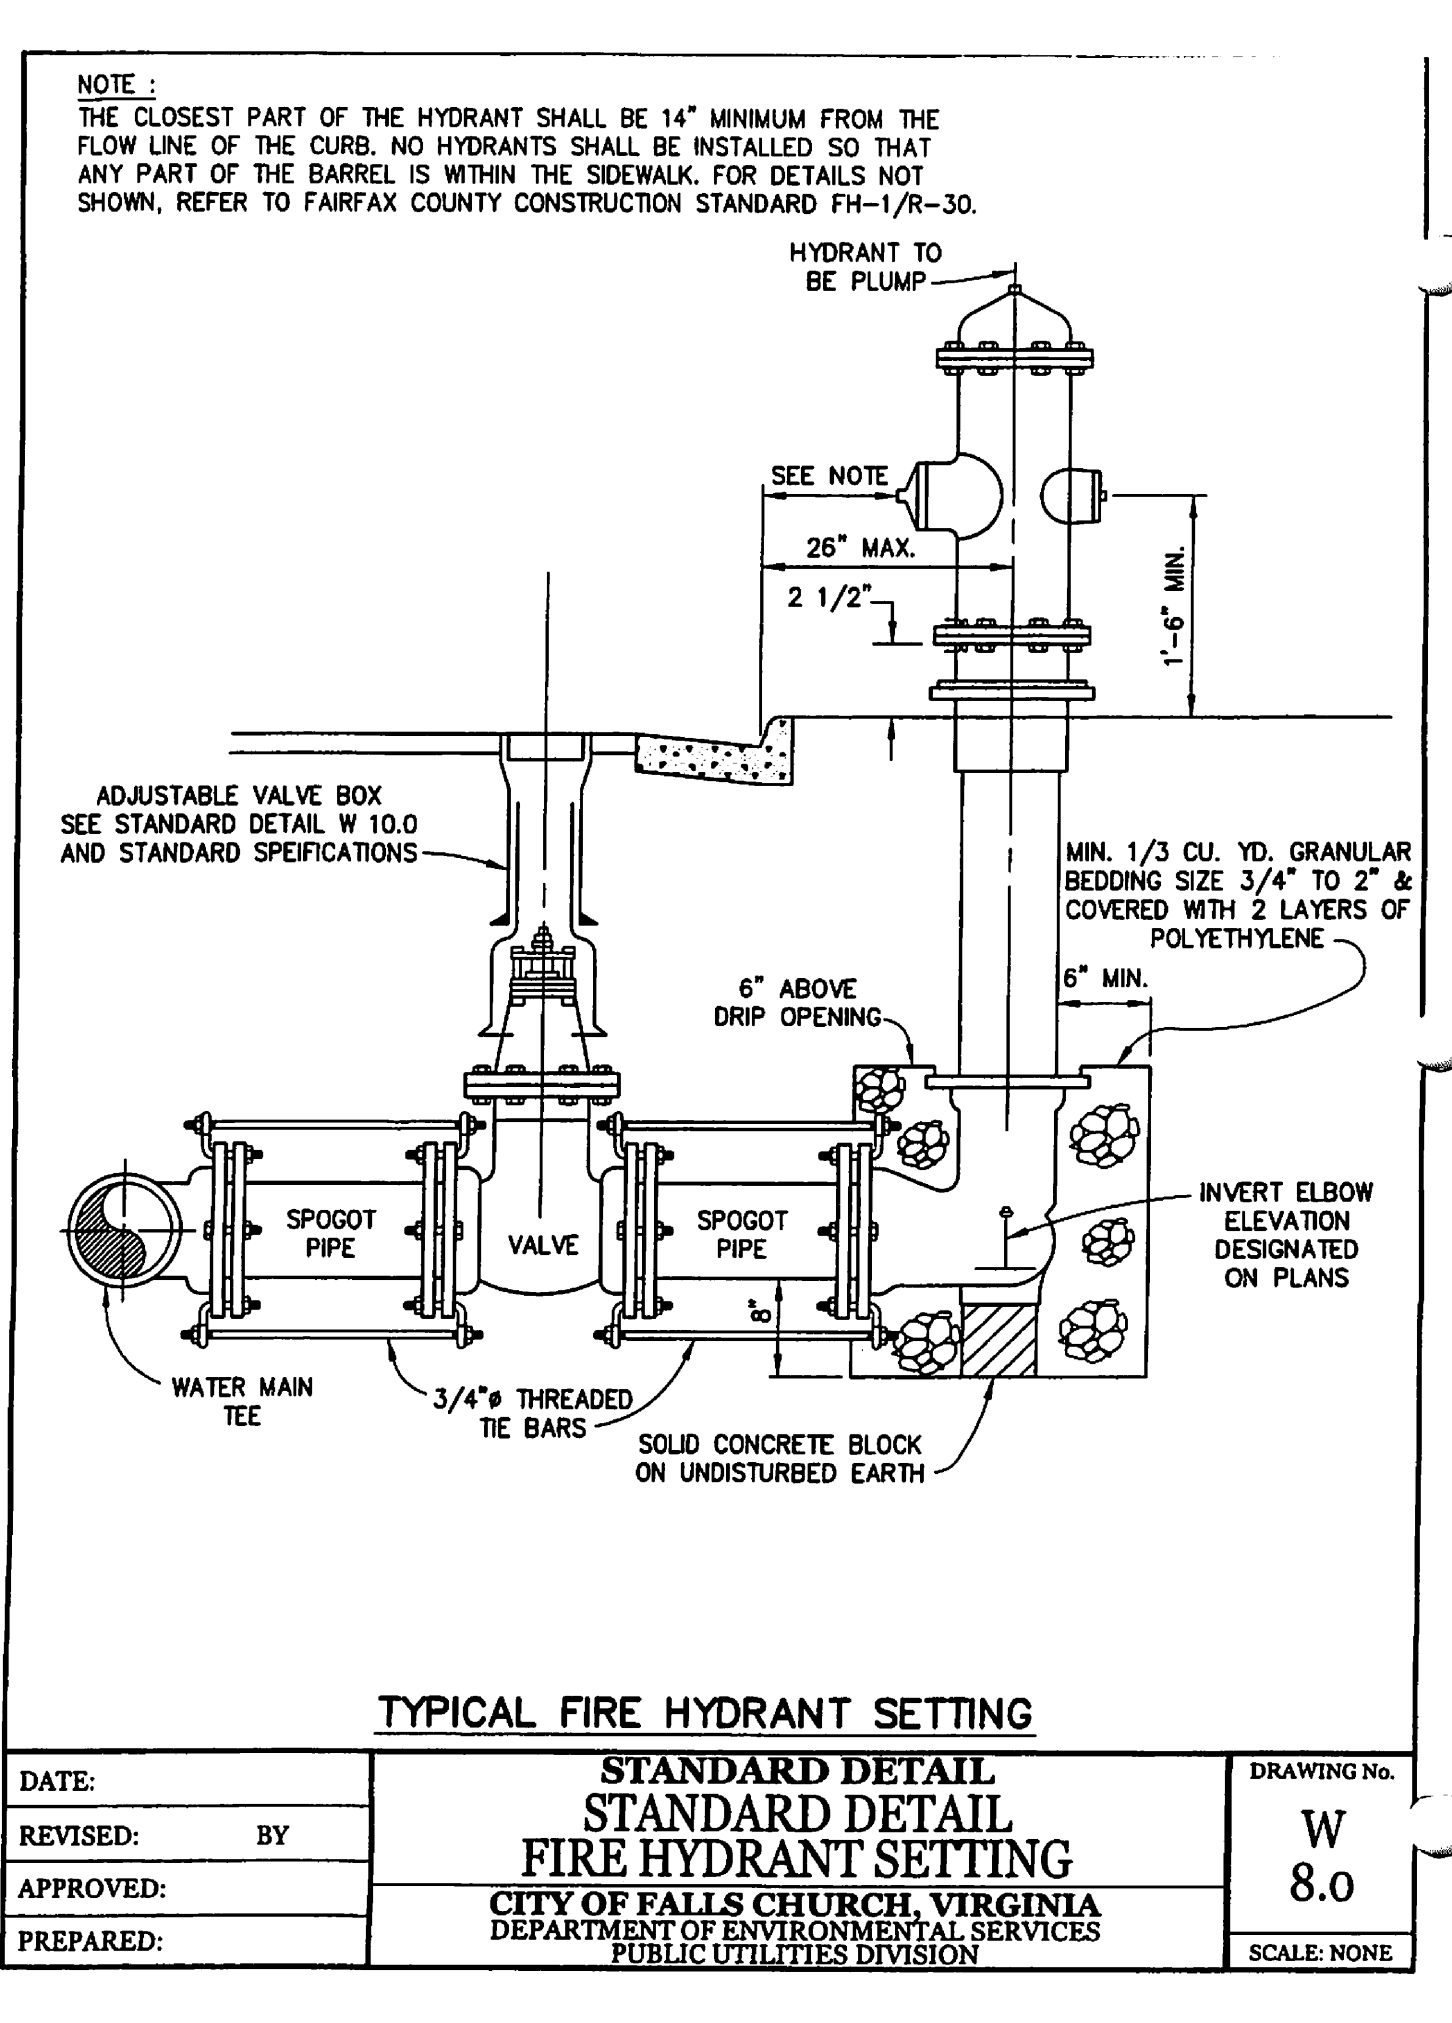 NOTE :
THE CLOSEST PART OF THE HYDRANT SHALL BE 14" MINIMUM FROM THE
FLOW LINE OF THE CURB. NO HYDRANTS SHALL BE INSTALLED SO THAT
ANY PART OF THE BARREL IS WITHIN THE SIDEWALK. FOR DETAILS NOT
SHOWN, REFER TO FAIRFAX COUNTY CONSTRUCTION STANDARD FH-1/R-30.
HYDRANT TO
BE PLUMP
SEE NOTE
26" MAX.
2 1/2"
1'-6" MIN.
ADJUSTABLE VALVE BOX
SEE STANDARD DETAIL W 10.0
AND STANDARD SPEIFICATIONS
MIN. 1/3 CU. YD. GRANULAR
BEDDING SIZE 3/4" TO 2" &
COVERED WITH 2 LAYERS OF
POLYETHYLENE
6" MIN.
6" ABOVE
DRIP OPENING
INVERT ELBOW
ELEVATION
DESIGNATED
ON PLANS
SPOGOT
PIPE
VALVE
SPOGOT
PIPE
8"
WATER MAIN
TEE
3/4"ø THREADED
TIE BARS
SOLID CONCRETE BLOCK
ON UNDISTURBED EARTH
TYPICAL FIRE HYDRANT SETTING
DATE:
REVISED: BY
APPROVED:
PREPARED:
STANDARD DETAIL
STANDARD DETAIL
FIRE HYDRANT SETTING
CITY OF FALLS CHURCH, VIRGINIA
DEPARTMENT OF ENVIRONMENTAL SERVICES
PUBLIC UTILITIES DIVISION
DRAWING No.
W
8.0
SCALE: NONE